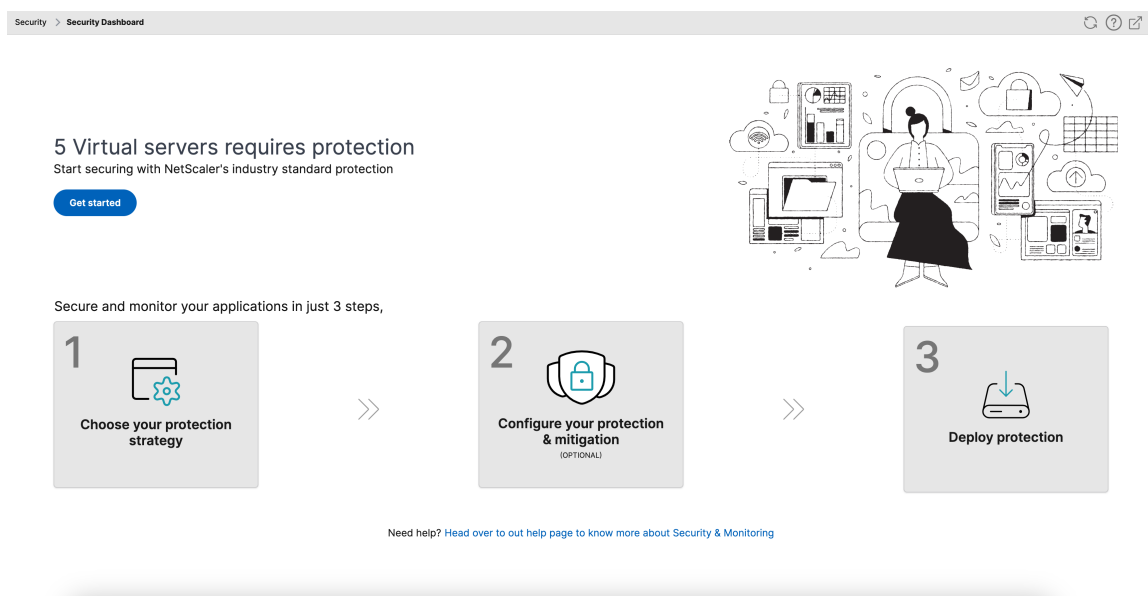 Security > Security Dashboard
5 Virtual servers requires protection
Start securing with NetScaler's industry standard protection
Get started
Secure and monitor your applications in just 3 steps,
1
Choose your protection
strategy
2
Configure your protection
& mitigation
(OPTIONAL)
3
Deploy protection
Need help? Head over to out help page to know more about Security & Monitoring